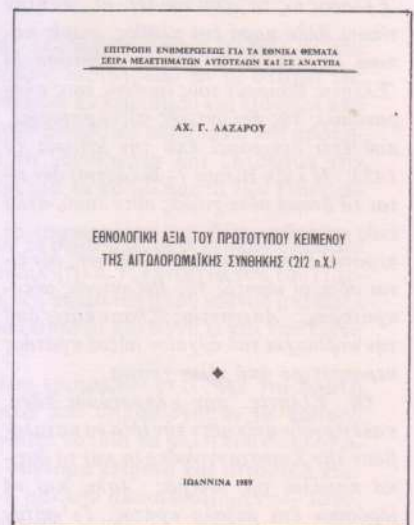 ΕΠΙΤΡΟΠΗ ΕΝΗΜΕΡΩΣΕΩΣ ΓΙΑ ΤΑ ΕΘΝΙΚΑ ΘΕΜΑΤΑ
ΣΕΙΡΑ ΜΕΛΕΤΗΜΑΤΩΝ ΑΥΤΟΤΕΛΩΝ ΚΑΙ ΣΕ ΑΝΑΤΥΠΑ
ΑΧ. Γ. ΛΑΖΑΡΟΥ
ΕΘΝΟΛΟΓΙΚΗ ΑΞΙΑ ΤΟΥ ΠΡΩΤΟΤΥΠΟΥ ΚΕΙΜΕΝΟΥ
ΤΗΣ ΑΙΤΩΛΟΡΩΜΑΪΚΗΣ ΣΥΝΘΗΚΗΣ (212 π.Χ.)
ΙΩΑΝΝΙΝΑ 1989